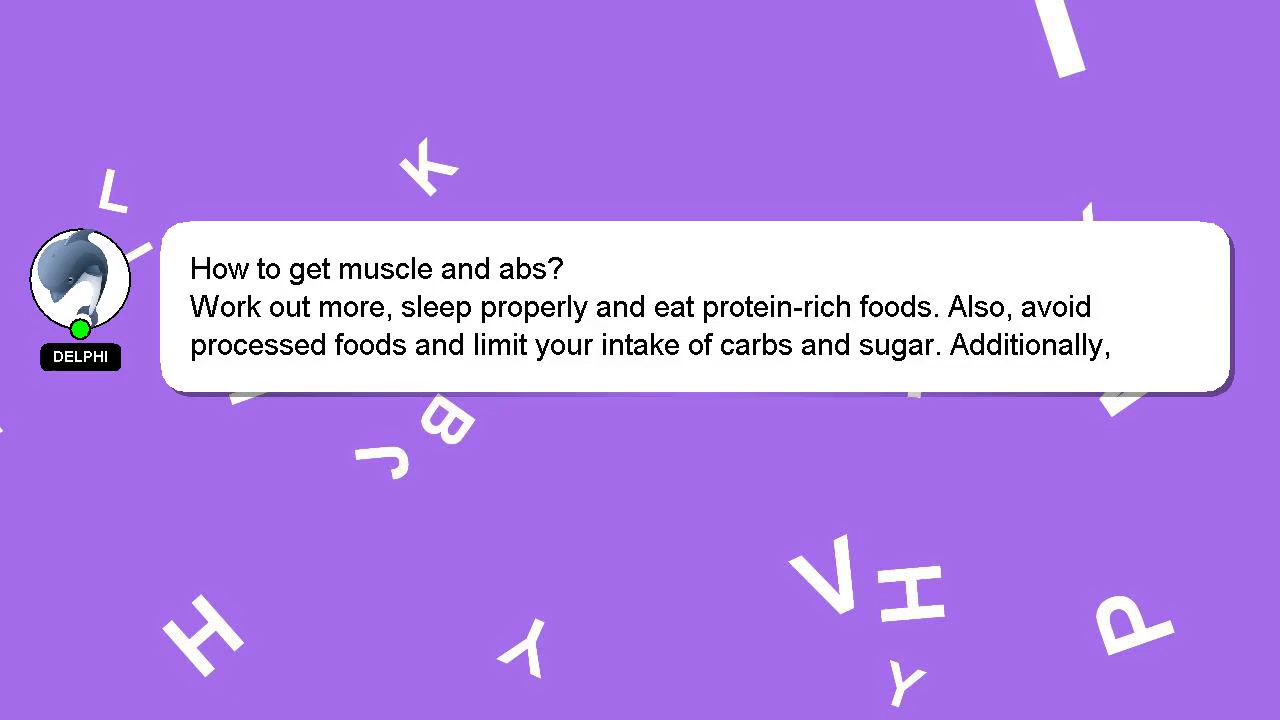 L
K
How to get muscle and abs?
Work out more, sleep properly and eat protein-rich foods. Also, avoid
processed foods and limit your intake of carbs and sugar. Additionally,
DELPHI
B
J
V
H
H
Y
P
Y